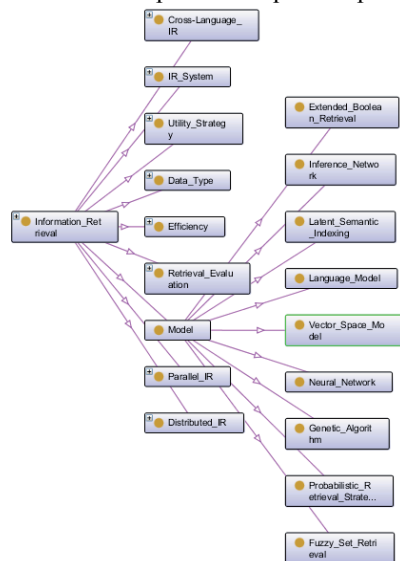 Cross-Language_
IR
IR_System
Utility_Strateg
y
Data_Type
Information_Ret
rieval
Efficiency
Retrieval_Evalu
ation
Model
Parallel_IR
Distributed_IR
Extended_Boolea
n_Retrieval
Inference_Netwo
rk
Latent_Semantic
_Indexing
Language_Model
Vector_Space_Mo
del
Neural_Network
Genetic_Algorit
hm
Probabilistic_R
etrieval_Strate...
Fuzzy_Set_Retri
eval